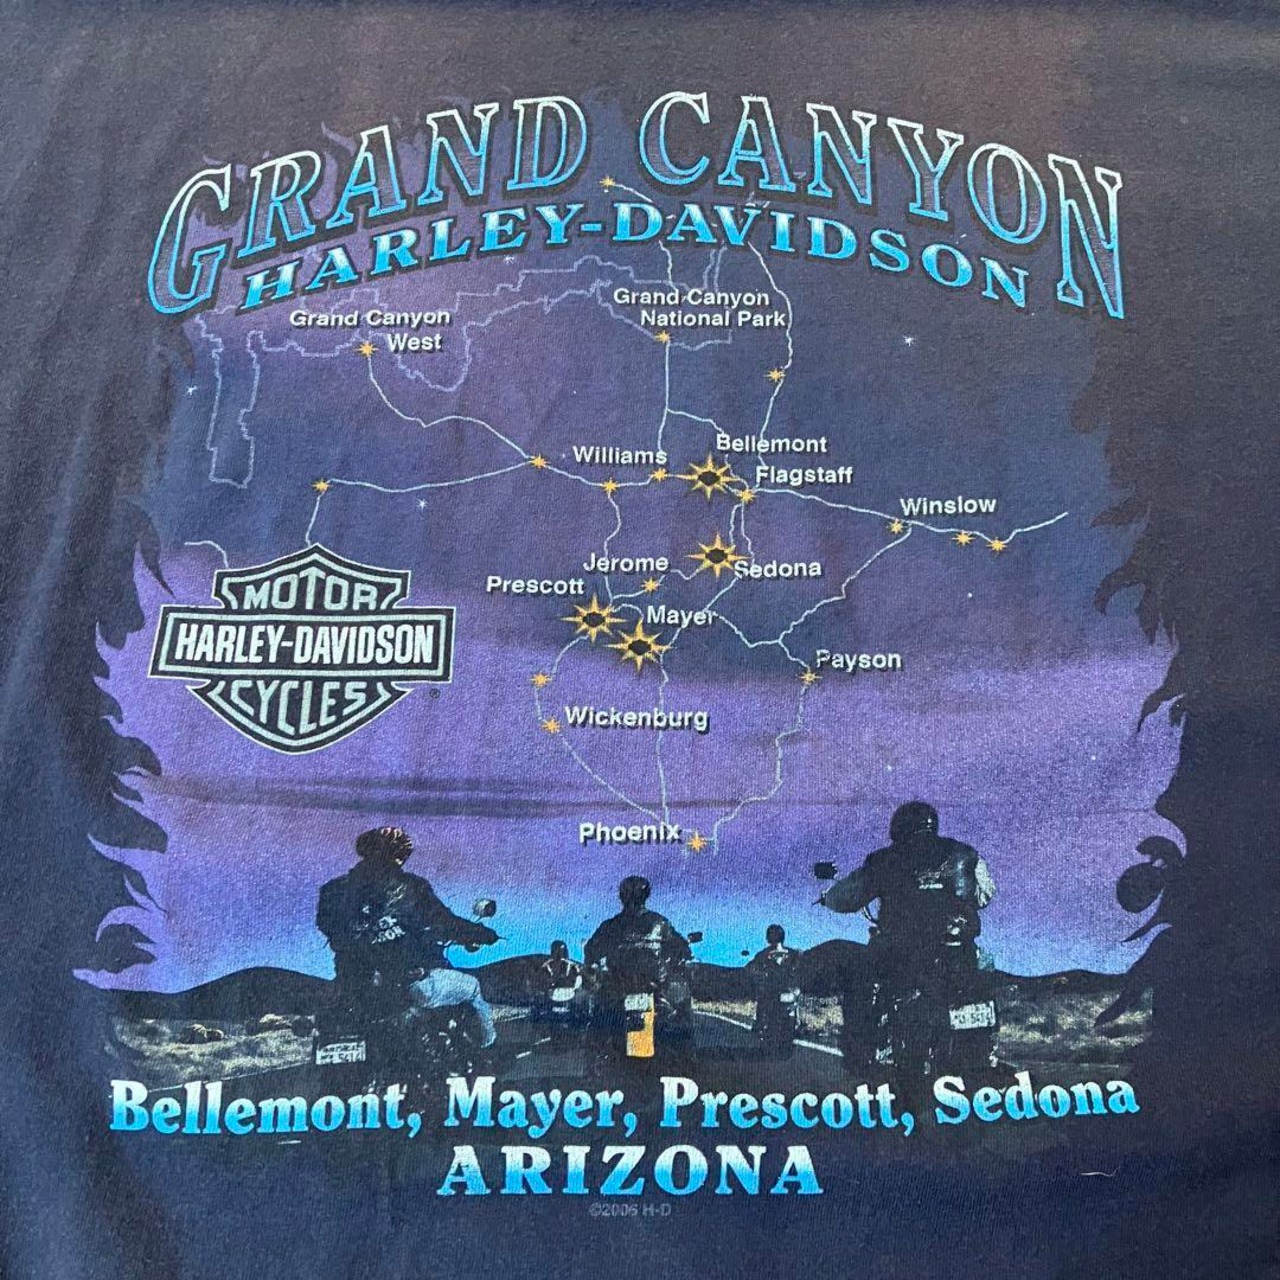 GRAND CANYON
HARLEY-DAVIDSON
Grand Canyon
National Park
Grand Canyon
West
Bellemont
Williams
Flagstaff
Winslow
Jerome
Sedona
Prescott
Mayer
Payson
MOTOR
HARLEY-DAVIDSON
CYCLES
®
Wickenburg
Phoenix
Bellemont, Mayer, Prescott, Sedona
ARIZONA
©2006 H-D